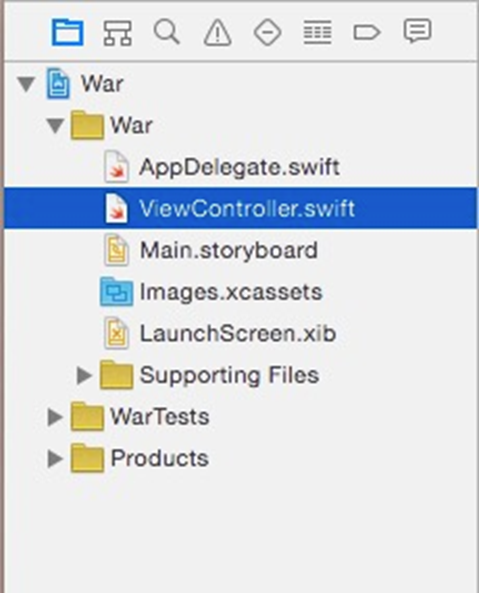 War
War
AppDelegate.swift
ViewController.swift
Main.storyboard
Images.xcassets
LaunchScreen.xib
Supporting Files
WarTests
Products